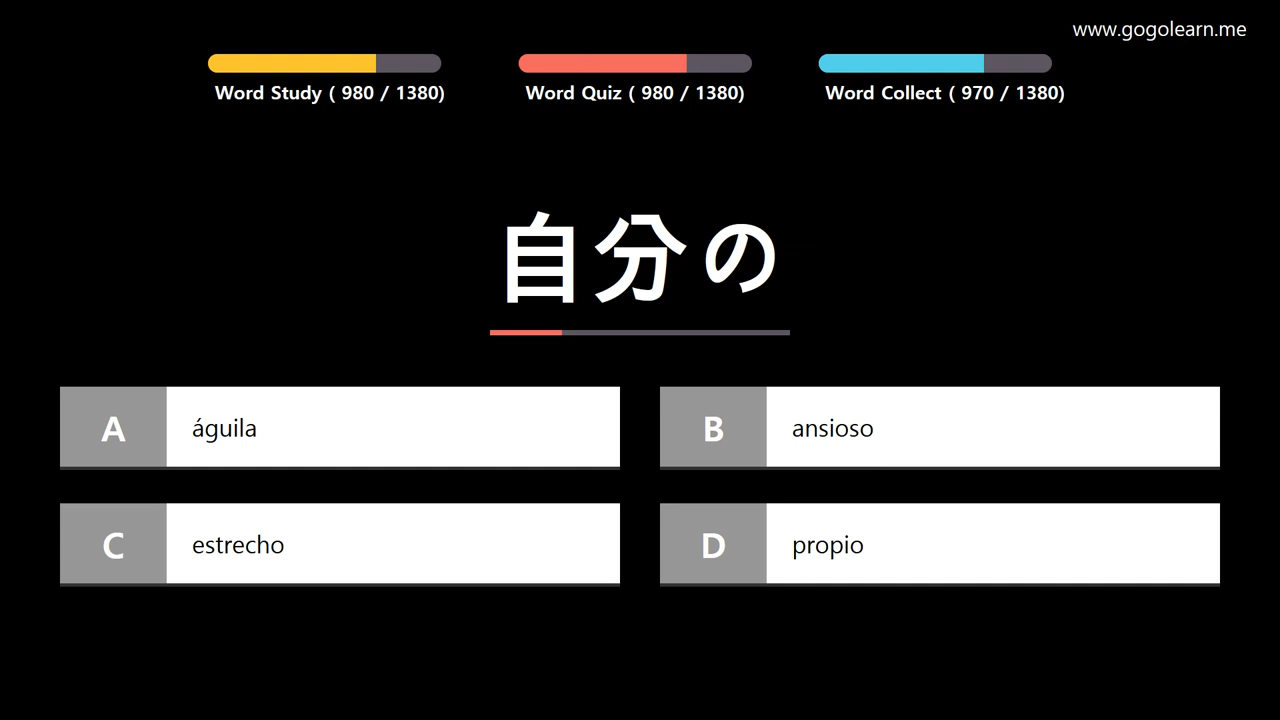 www.gogolearn.me
Word Study ( 980 / 1380)
Word Quiz ( 980 / 1380)
Word Collect ( 970 / 1380)
自分の
A
águila
B
ansioso
C
estrecho
D
propio